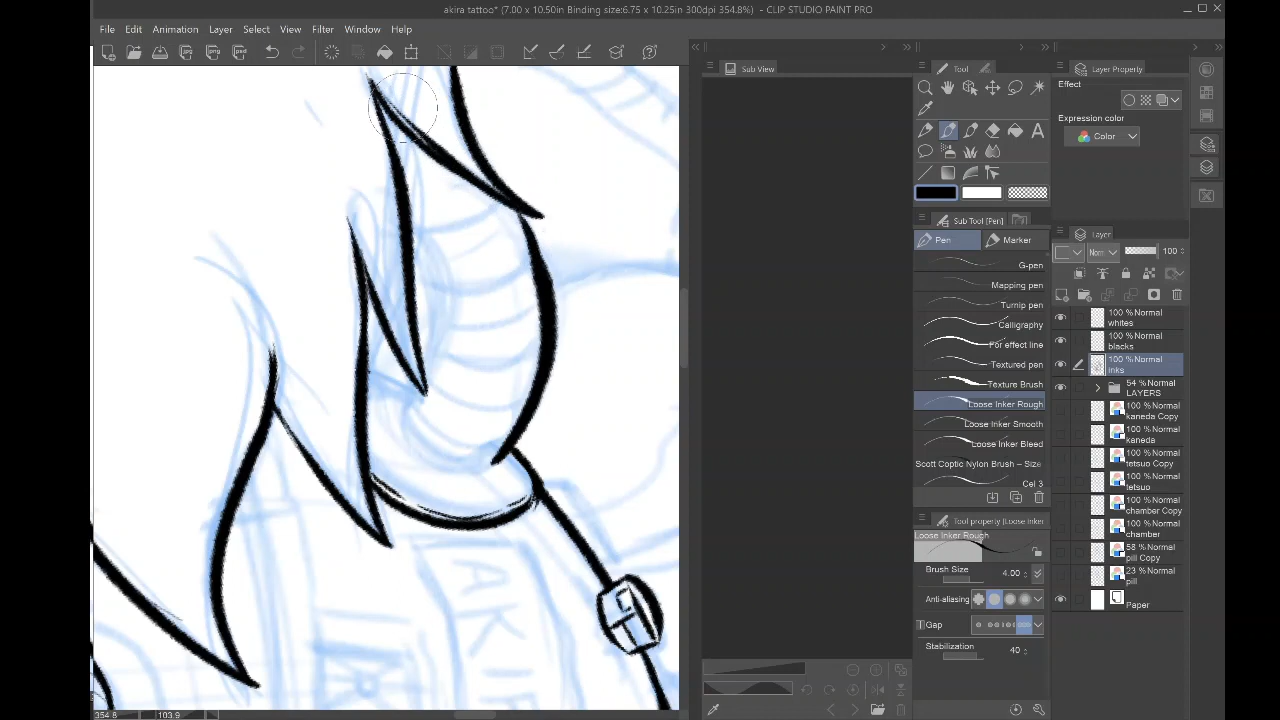 akira tattoo* (7.00 x 10.50in Binding size:6.75 x 10.25in 300dpi 354.8%) - CLIP STUDIO PAINT PRO
File Edit Animation Layer Select View Filter Window Help
Sub View
Tool
Layer Property
Effect
Expression color
Color
A
Sub Tool [Pen]
Pen
Marker
G-pen
Mapping pen
Turnip pen
Calligraphy
For effect line
Textured pen
Texture Brush
Loose Inker Rough
Loose Inker Smooth
Loose Inker Bleed
Scott Coptic Nylon Brush – Size
Cel 3
Tool property [Loose Inker
Loose Inker Rough
Brush Size
4.00
Anti-aliasing
Gap
Stabilization
40
Layer
Norm
100
100 %Normal
whites
100 %Normal
blacks
100 %Normal
inks
54 %Normal
LAYERS
100 %Normal
kaneda Copy
100 %Normal
kaneda
100 %Normal
tetsuo Copy
100 %Normal
tetsuo
100 %Normal
chamber Copy
100 %Normal
chamber
58 %Normal
pill Copy
23 %Normal
pill
Paper
354.8
103.9